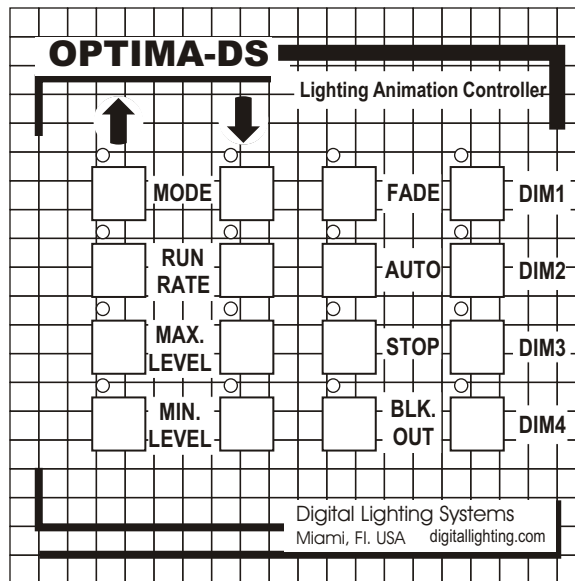 OPTIMA-DS
Lighting Animation Controller
MODE
FADE
DIM1
RUN
RATE
AUTO
DIM2
MAX.
LEVEL
STOP
DIM3
MIN.
LEVEL
BLK.
OUT
DIM4
Digital Lighting Systems
Miami, Fl. USA digitallighting.com